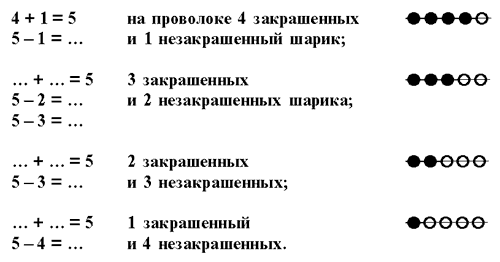 4 + 1 = 5 на проволоке 4 закрашенных
5 – 1 = … и 1 незакрашенный шарик;
… + … = 5 3 закрашенных
5 – 2 = … и 2 незакрашенных шарика;
5 – 3 = …
… + … = 5 2 закрашенных
5 – 3 = … и 3 незакрашенных;
… + … = 5 1 закрашенный
5 – 4 = … и 4 незакрашенных.